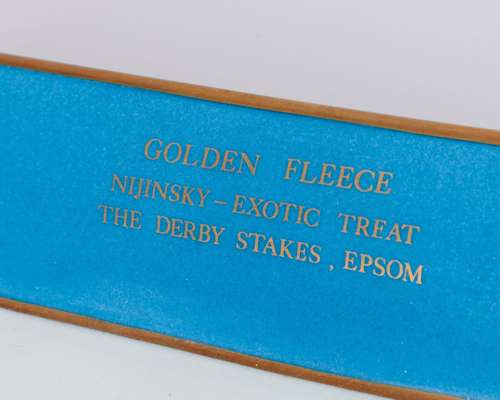 GOLDEN FLEECE
NIJINSKY – EXOTIC TREAT
THE DERBY STAKES, EPSOM